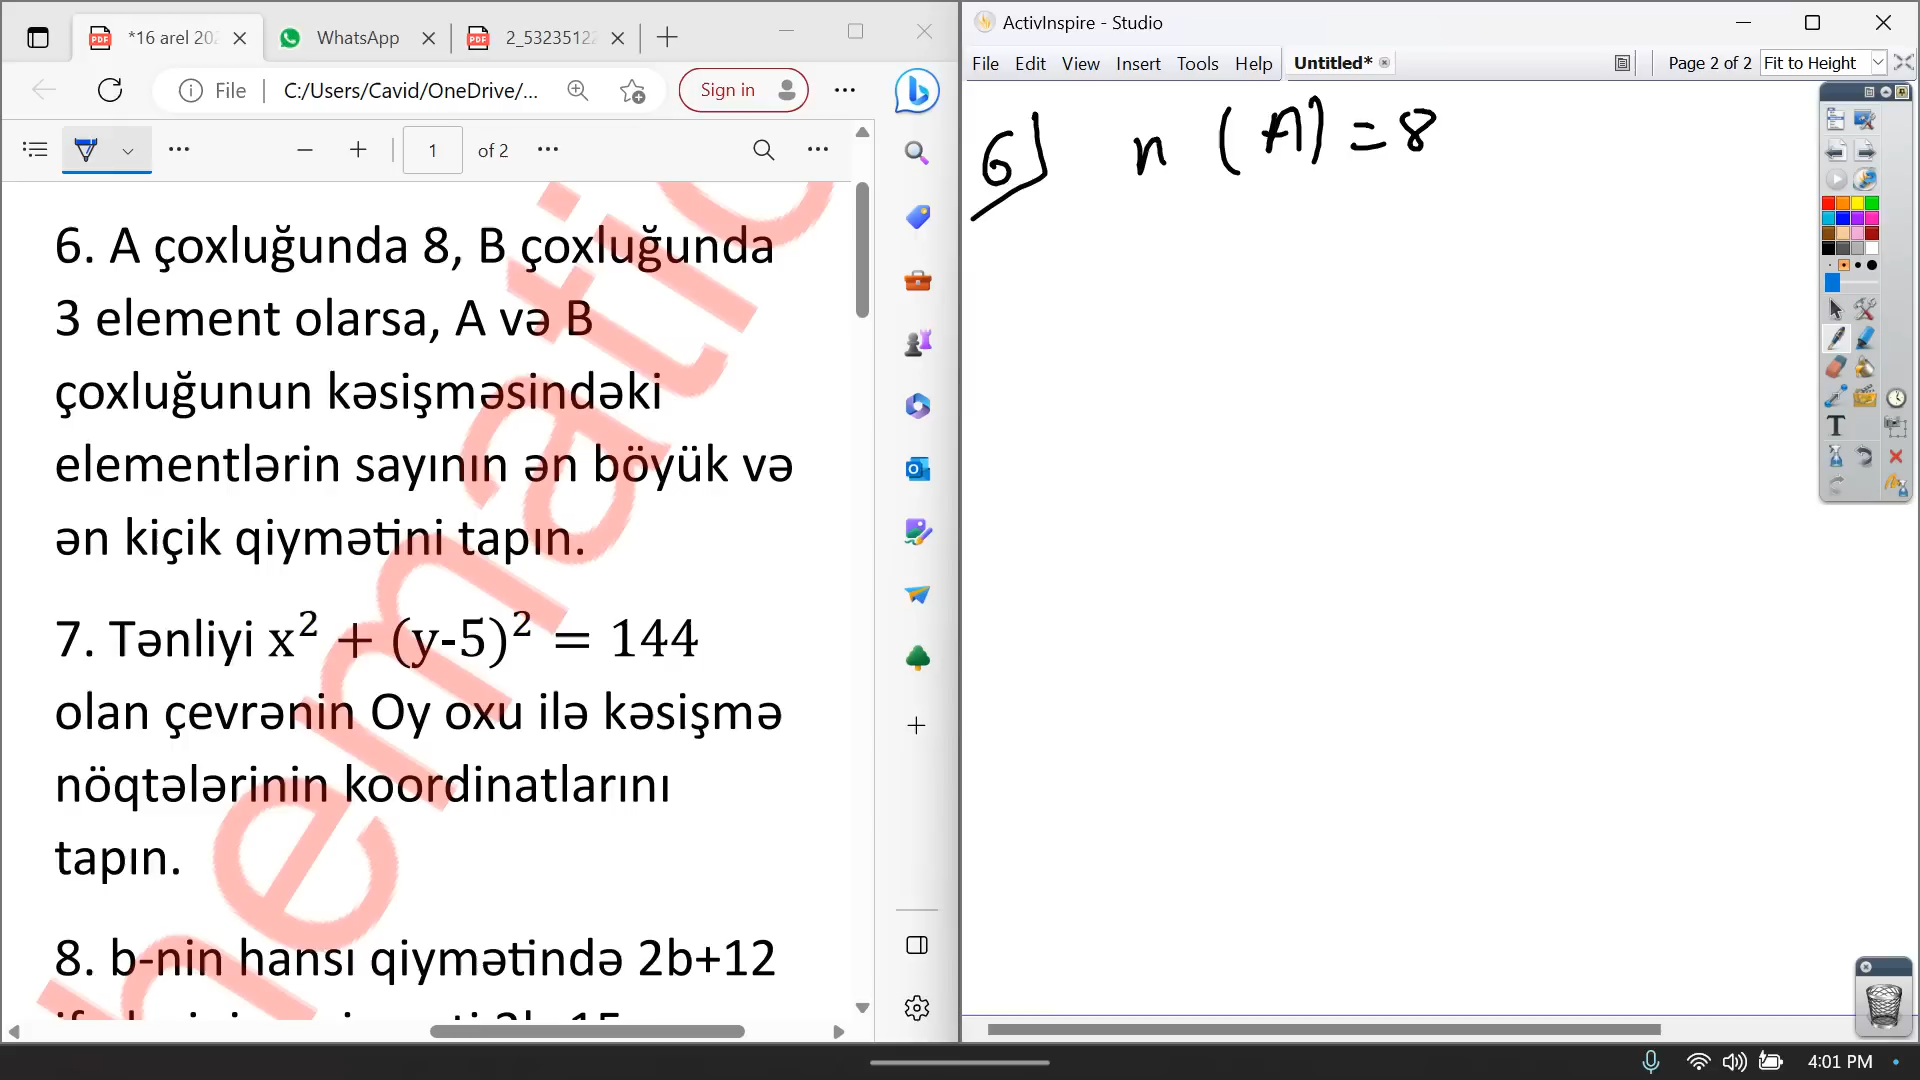 *16 arel 202
WhatsApp
2_53235122
ActivInspire - Studio
File
C:/Users/Cavid/OneDrive/...
Sign in
File Edit View Insert Tools Help
Untitled*
Page 2 of 2
Fit to Height
1 of 2
6. A çoxluğunda 8, B çoxluğunda
3 element olarsa, A və B
çoxluğunun kəsişməsindəki
elementlərin sayının ən böyük və
ən kiçik qiymətini tapın.
7. Tənliyi x² + (y-5)² = 144
olan çevrənin Oy oxu ilə kəsişmə
nöqtələrinin koordinatlarını
tapın.
8. b-nin hansı qiymətində 2b+12
hematic
6) n (A) = 8
4:01 PM